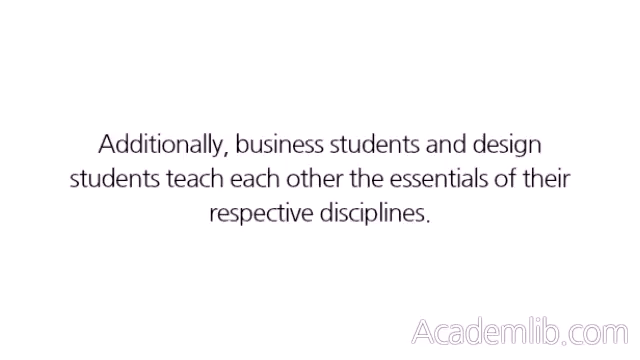 Additionally, business students and design
students teach each other the essentials of their
respective disciplines.
Academlib.com